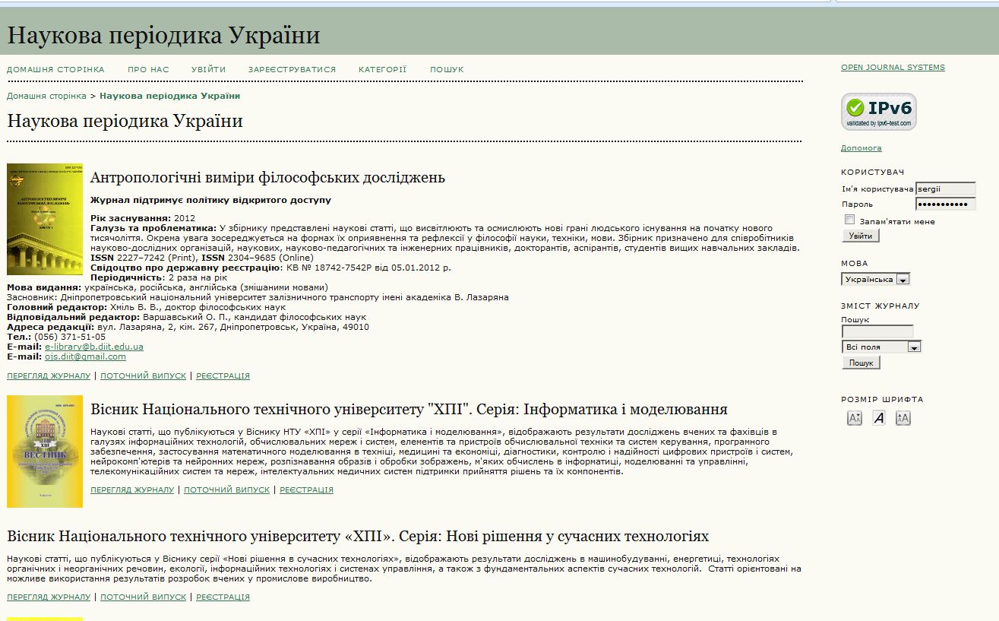 Наукова періодика України
ДОМАШНЯ СТОРІНКА ПРО НАС УВІЙТИ ЗАРЕЄСТРУВАТИСЯ КАТЕГОРІЇ ПОШУК
Домашня сторінка > Наукова періодика України
Наукова періодика України
Антропологічні виміри філософських досліджень
Журнал підтримує політику відкритого доступу
Рік заснування: 2012
Галузь та проблематика: У збірнику представлені наукові статті, що висвітлюють та осмислюють нові грані людського існування на початку нового
тисячоліття. Окрема увага зосереджується на формах їх оприявнення та рефлексії у філософії науки, техніки, мови. Збірник призначено для співробітників
науково-дослідних організацій, наукових, науково-педагогічних та інженерних працівників, докторантів, аспірантів, студентів вищих навчальних закладів.
ISSN 2227–7242 (Print), ISSN 2304–9685 (Online)
Свідоцтво про державну реєстрацію: КВ № 18742-7542Р від 05.01.2012 р.
Періодичність: 2 раза на рік
Мова видання: українська, російська, англійська (змішаними мовами)
Засновник: Дніпропетровський національний університет залізничного транспорту імені академіка В. Лазаряна
Головний редактор: Хміль В. В., доктор філософських наук
Відповідальний редактор: Варшавський О. П., кандидат філософських наук
Адреса редакції: вул. Лазаряна, 2, кім. 267, Дніпропетровськ, Україна, 49010
Тел.: (056) 371-51-05
E-mail: e-library@b.diit.edu.ua
E-mail: ojs.diit@gmail.com
ПЕРЕГЛЯД ЖУРНАЛУ | ПОТОЧНИЙ ВИПУСК | РЕЄСТРАЦІЯ
АНТРОПОЛОГІЧНІ ВИМІРИ
ФІЛОСОФСЬКИХ ДОСЛІДЖЕНЬ
Вісник Національного технічного університету "ХПІ". Серія: Інформатика і моделювання
Наукові статті, що публікуються у Віснику НТУ «ХПІ» у серії «Інформатика і моделювання», відображають результати досліджень вчених та фахівців в
галузях інформаційних технологій, обчислювальних мереж і систем, елементів та пристроїв обчислювальної техніки та систем керування, програмного
забезпечення, застосування математичного моделювання в техніці, медицині та економіці, діагностики, контролю і надійності цифрових пристроїв і систем,
нейрокомп'ютерів та нейронних мереж, розпізнавання образів і обробки зображень, м'яких обчислень в інформатиці, моделюванні та управлінні,
телекомунікаційних систем та мереж, інтелектуальних медичних систем підтримки прийняття рішень та їх компонентів.
ПЕРЕГЛЯД ЖУРНАЛУ | ПОТОЧНИЙ ВИПУСК | РЕЄСТРАЦІЯ
ХПІ
ВЕСТНИК
Вісник Національного технічного університету «ХПІ». Серія: Нові рішення у сучасних технологіях
Наукові статті, що публікуються у Віснику серії «Нові рішення в сучасних технологіях», відображають результати досліджень в машинобудуванні, енергетиці, технологіях
органічних і неорганічних речовин, екології, інформаційних технологіях і системах управління, а також з фундаментальних аспектів сучасних технологій. Статті орієнтовані на
можливе використання результатів розробок вчених у промислове виробництво.
ПЕРЕГЛЯД ЖУРНАЛУ | ПОТОЧНИЙ ВИПУСК | РЕЄСТРАЦІЯ
OPEN JOURNAL SYSTEMS
IPv6
validated by ipv6-test.com
Допомога
КОРИСТУВАЧ
Ім'я користувача sergii
Пароль
Запам'ятати мене
Увійти
МОВА
Українська
ЗМІСТ ЖУРНАЛУ
Пошук
Всі поля
Пошук
РОЗМІР ШРИФТА